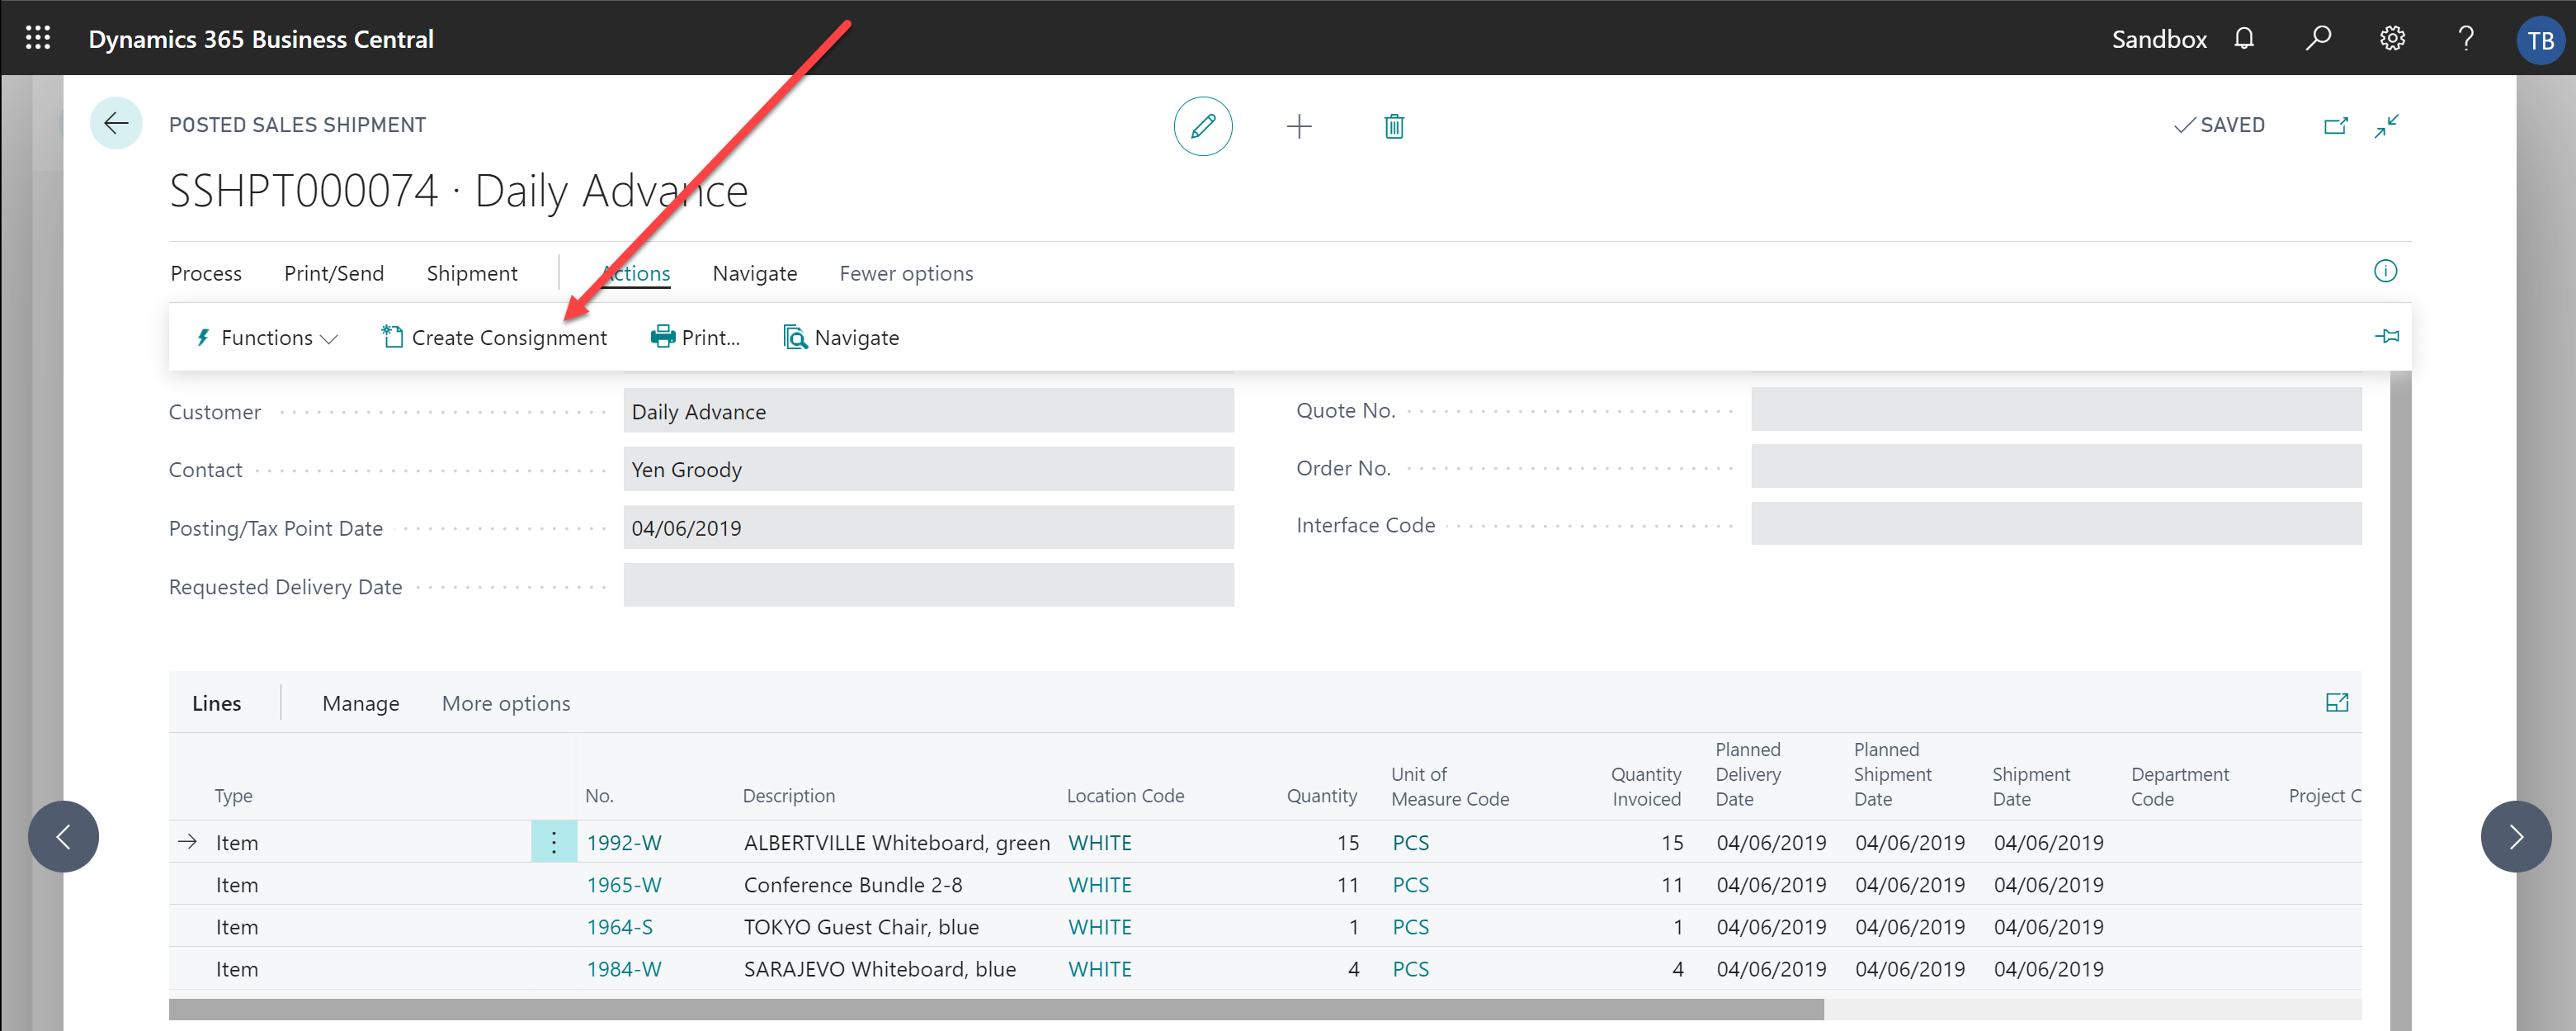 Dynamics 365 Business Central
Sandbox
TB
POSTED SALES SHIPMENT
SAVED
SSHPT000074 · Daily Advance
Process Print/Send Shipment Actions Navigate Fewer options
Functions Create Consignment Print... Navigate
Customer Daily Advance Quote No.
Contact Yen Groody Order No.
Posting/Tax Point Date 04/06/2019 Interface Code
Requested Delivery Date
Lines Manage More options
Type No. Description Location Code Quantity Unit of Measure Code Quantity Invoiced Planned Delivery Date Planned Shipment Date Shipment Date Department Code Project C
Item 1992-W ALBERTVILLE Whiteboard, green WHITE 15 PCS 15 04/06/2019 04/06/2019 04/06/2019
Item 1965-W Conference Bundle 2-8 WHITE 11 PCS 11 04/06/2019 04/06/2019 04/06/2019
Item 1964-S TOKYO Guest Chair, blue WHITE 1 PCS 1 04/06/2019 04/06/2019 04/06/2019
Item 1984-W SARAJEVO Whiteboard, blue WHITE 4 PCS 4 04/06/2019 04/06/2019 04/06/2019